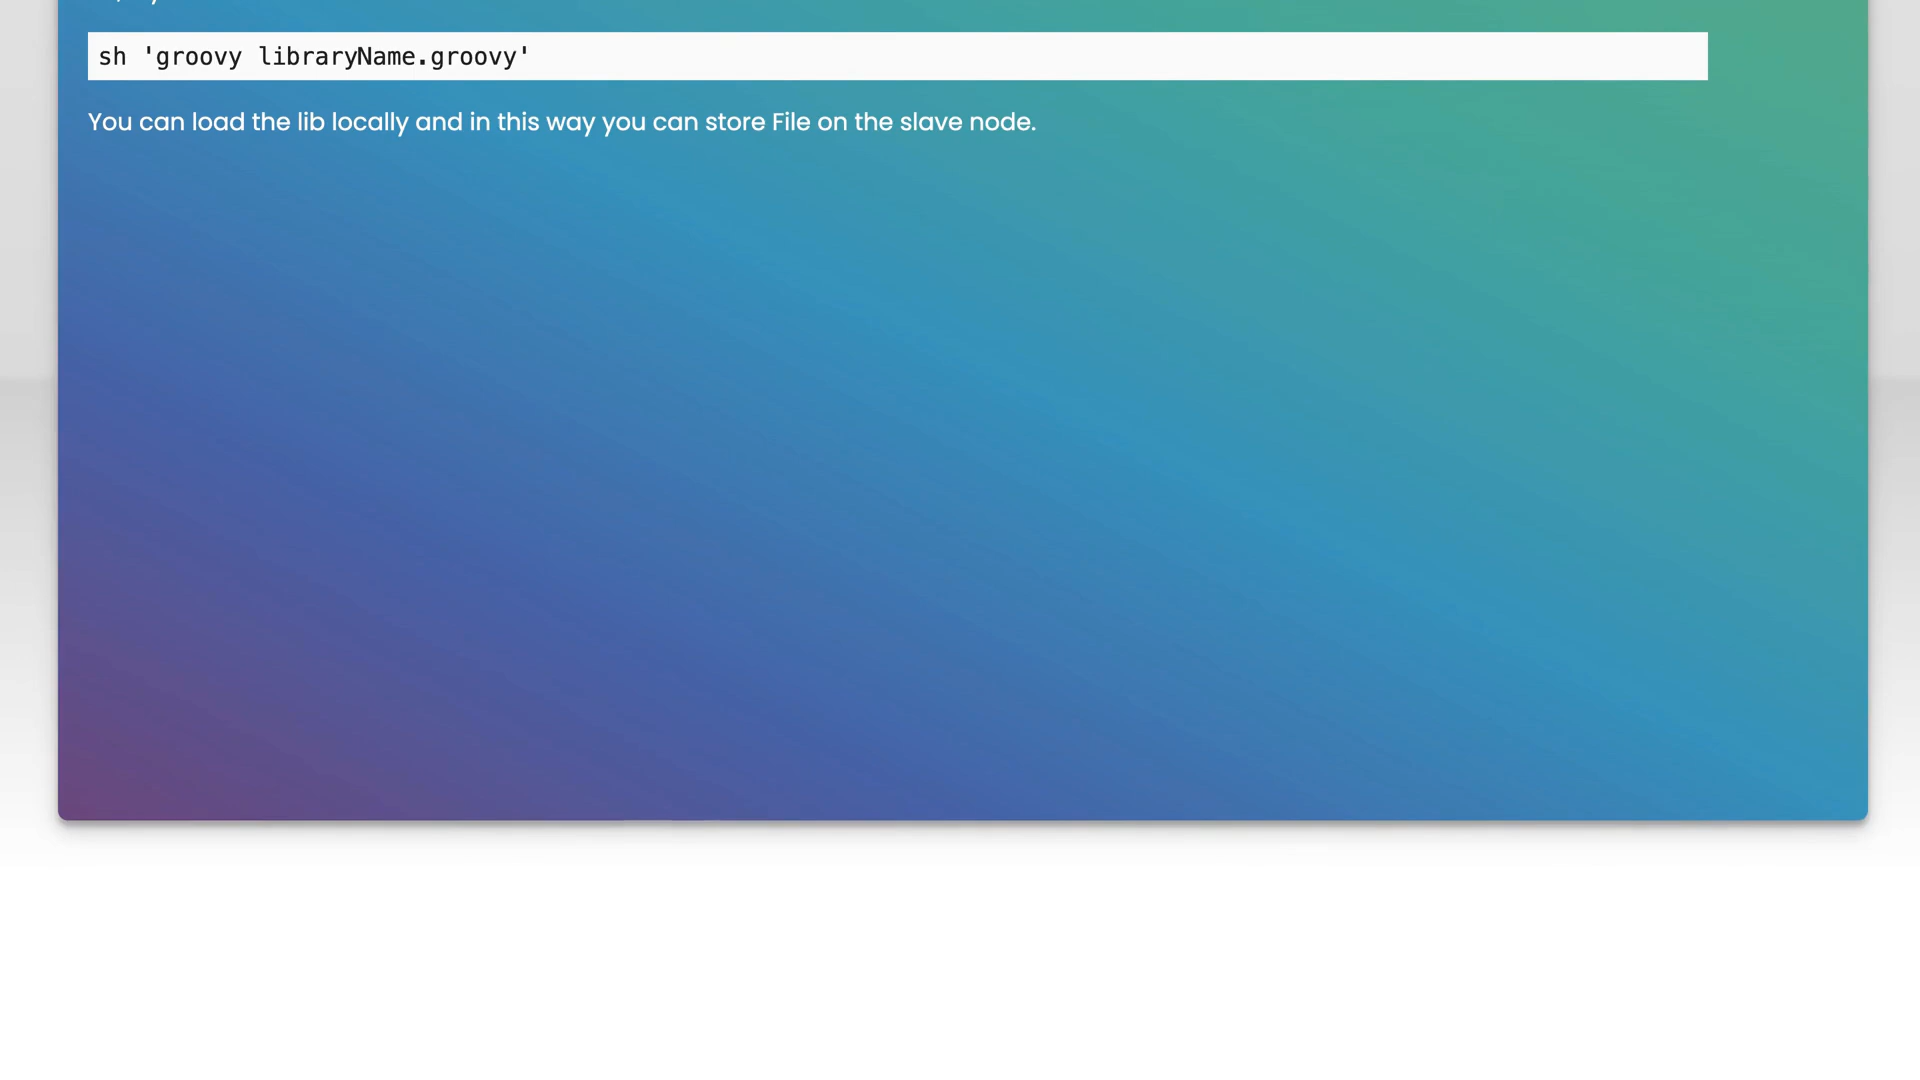 sh 'groovy libraryName.groovy'
You can load the lib locally and in this way you can store File on the slave node.